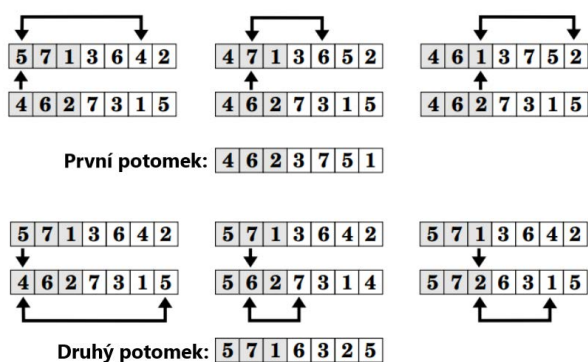 5 7 1 3 6 4 2 4 7 1 3 6 5 2 4 6 1 3 7 5 2
4 6 2 7 3 1 5 4 6 2 7 3 1 5 4 6 2 7 3 1 5
První potomek: 4 6 2 3 7 5 1
5 7 1 3 6 4 2 5 7 1 3 6 4 2 5 7 1 3 6 4 2
4 6 2 7 3 1 5 5 6 2 7 3 1 4 5 7 2 6 3 1 5
Druhý potomek: 5 7 1 6 3 2 5